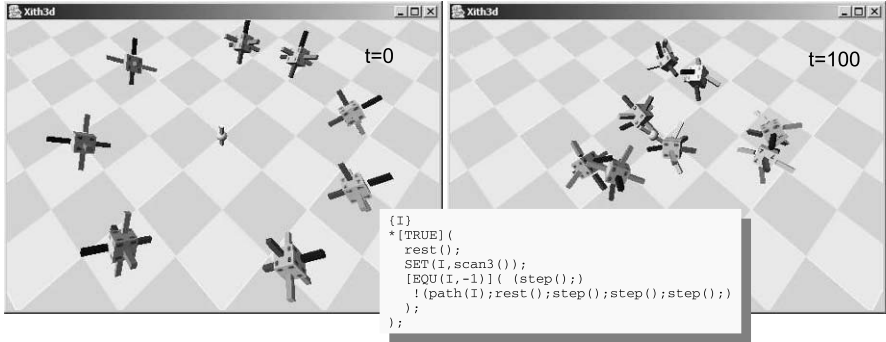 Xith3d
Xith3d
t=0
t=100
{I}
*[TRUE](
rest();
SET(I,scan3());
[EQU(I,-1)]( (step();)
!(path(I);rest();step();step();step();)
);
);